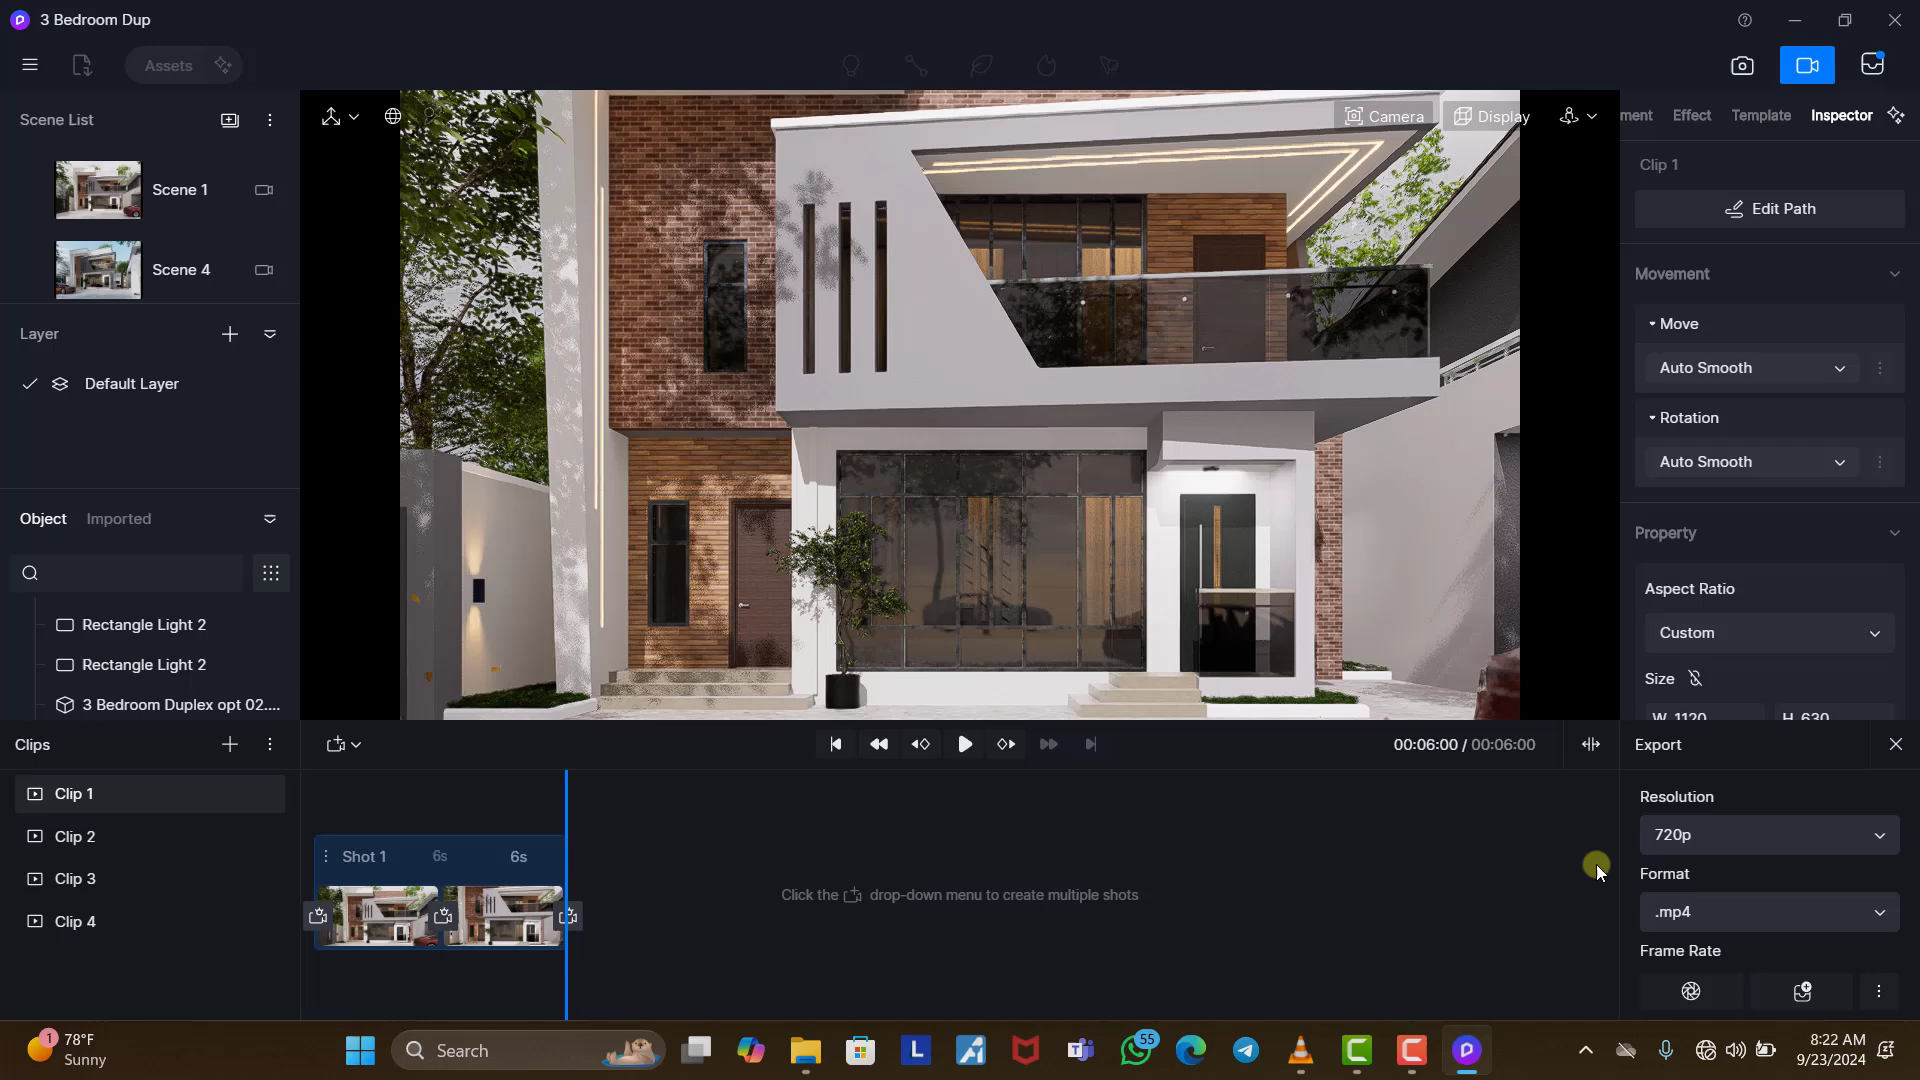 3 Bedroom Dup
Assets
Scene List
Scene 1
Scene 4
Layer
Default Layer
Object Imported
Rectangle Light 2
Rectangle Light 2
3 Bedroom Duplex opt 02....
Camera
Display
ment Effect Template Inspector
Clip 1
Edit Path
Movement
Move
Auto Smooth
Rotation
Auto Smooth
Property
Aspect Ratio
Custom
Size
W 1120 H 630
Clips
Clip 1
Clip 2
Clip 3
Clip 4
00:06:00 / 00:06:00
Shot 1 6s 6s
Click the drop-down menu to create multiple shots
Export
Resolution
720p
Format
.mp4
Frame Rate
1
78°F
Sunny
Search
L
55
8:22 AM
9/23/2024